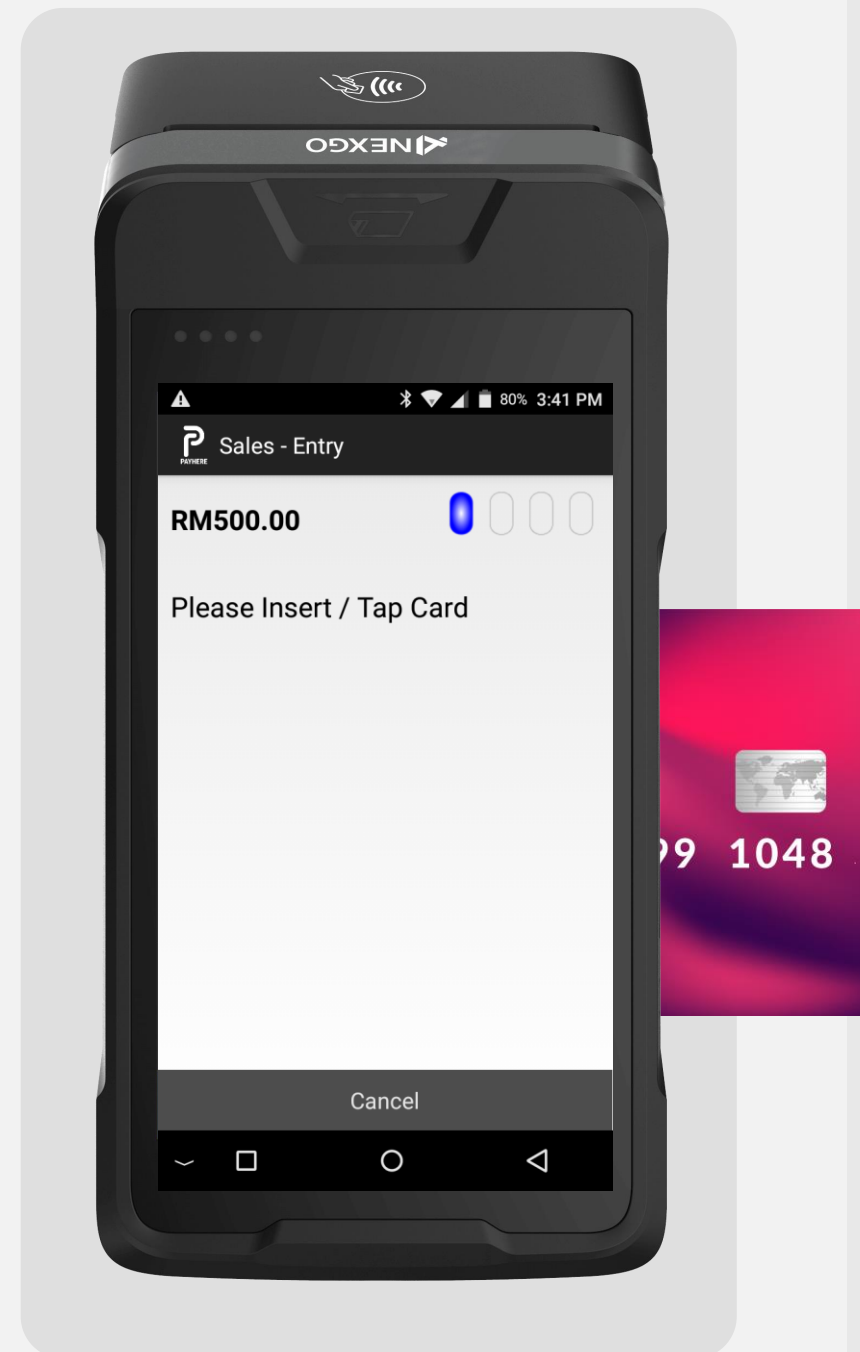 NEXGO
80% 3:41 PM
PAYHERE
Sales - Entry
RM500.00
Please Insert / Tap Card
99 1048
Cancel